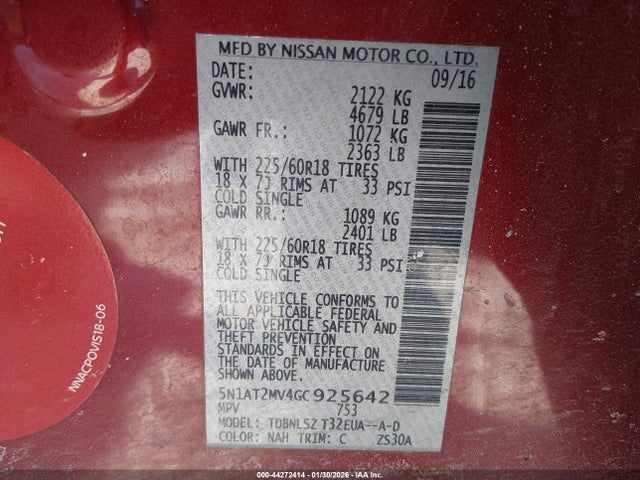 MFD BY NISSAN MOTOR CO., LTD.
DATE: 09/16
GVWR: 2122 KG
4679 LB
GAWR FR.: 1072 KG
2363 LB
WITH 225/60R18 TIRES
18 X 7J RIMS AT 33 PSI
COLD SINGLE
GAWR RR.: 1089 KG
2401 LB
WITH 225/60R18 TIRES
18 X 7J RIMS AT 33 PSI
COLD SINGLE
THIS VEHICLE CONFORMS TO
ALL APPLICABLE FEDERAL
MOTOR VEHICLE SAFETY AND
THEFT PREVENTION
STANDARDS IN EFFECT ON
THE DATE OF MANUFACTURE
SHOWN ABOVE.
5N1AT2MV4GC925642
MPV 753
MODEL: TDBNLSZ T32EUA--A-D
COLOR: NAH TRIM: C ZS30A
NNACPOVIS18-06
000-44272414 | 01/30/2026 - IAA Inc.